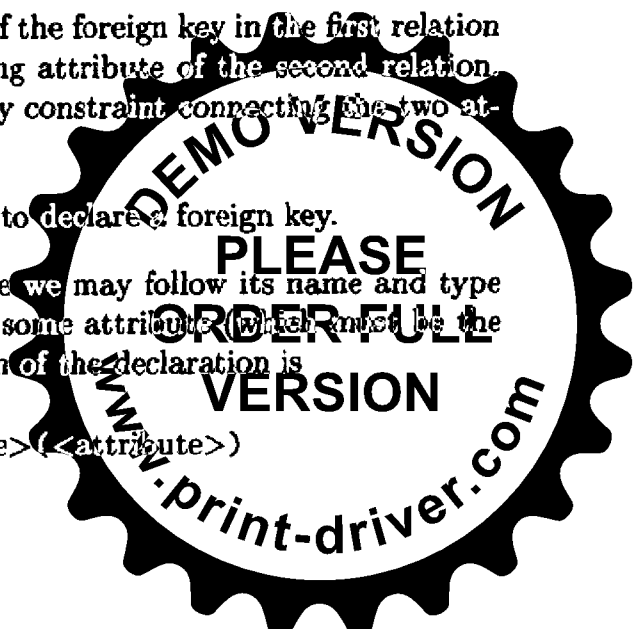 f the foreign key in the first relation
ng attribute of the second relation.
y constraint connecting the two at-
to declare a foreign key.
e we may follow its name and type
some attribute (which must be the
n of the declaration is
e>(<attribute>)
DEMO VERSION
PLEASE
ORDER FULL
VERSION
www.print-driver.com